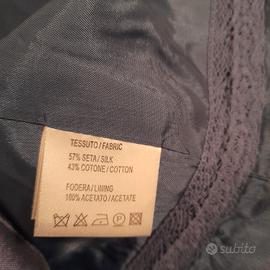 TESSUTO / FABRIC
57% SETA / SILK
43% COTONE / COTTON
FODERA / LINING
100% ACETATO / ACETATE
P
subito